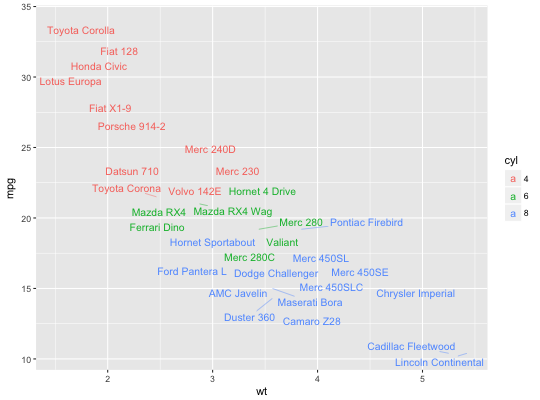 35
Toyota Corolla
Fiat 128
Honda Civic
30
Lotus Europa
Fiat X1-9
Porsche 914-2
25
Merc 240D
Datsun 710
Merc 230
Toyota Corona
Volvo 142E
Hornet 4 Drive
Mazda RX4
Mazda RX4 Wag
20
Merc 280
Pontiac Firebird
Ferrari Dino
Hornet Sportabout
Valiant
Merc 280C
Merc 450SL
Ford Pantera L
Dodge Challenger
Merc 450SE
Merc 450SLC
15
AMC Javelin
Chrysler Imperial
Maserati Bora
Duster 360
Camaro Z28
Cadillac Fleetwood
10
Lincoln Continental
2
3
4
5
wt
mpg
cyl
a 4
a 6
a 8